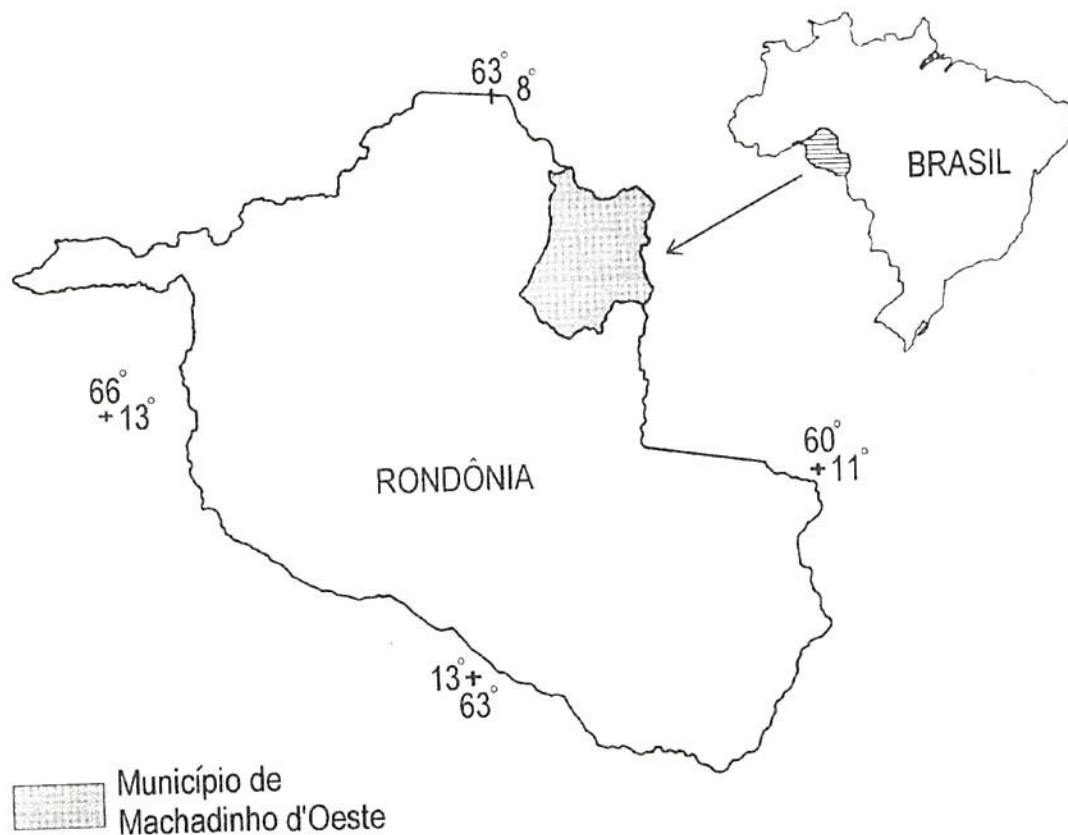 63°
8°
BRASIL
66°
+13°
60°
+11°
RONDÔNIA
13°+
63°
Município de
Machadinho d'Oeste